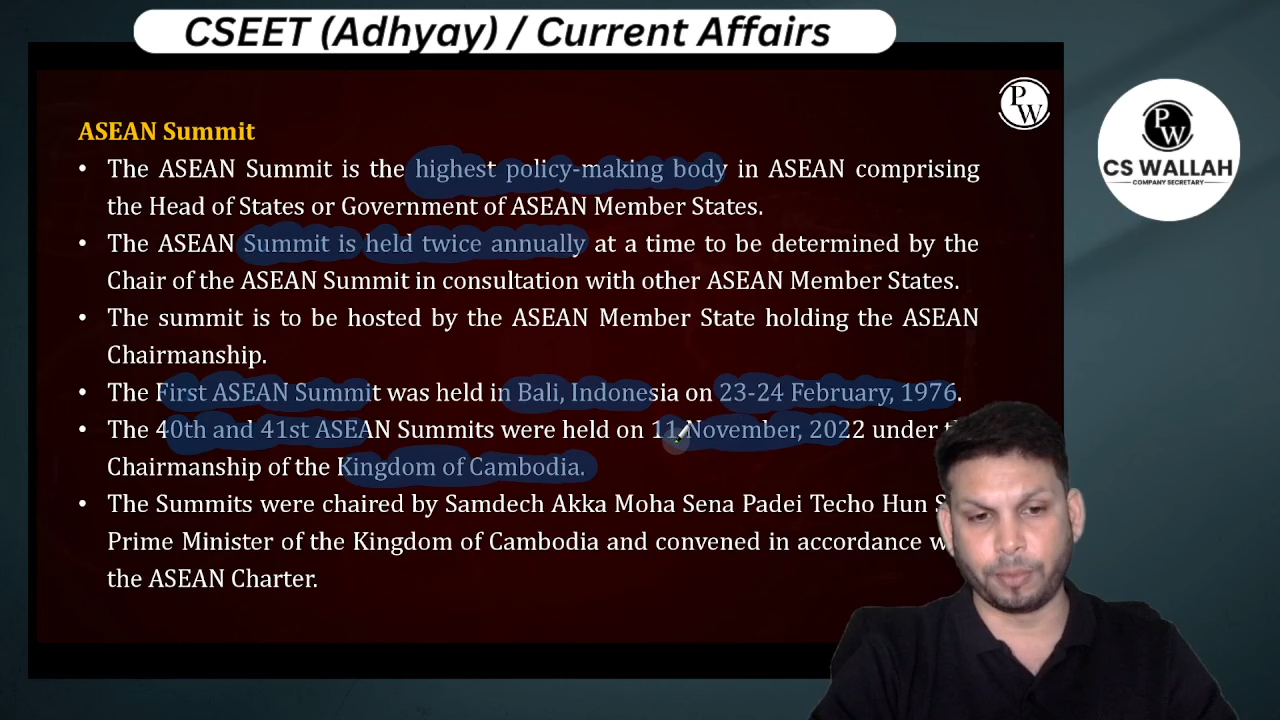 CSEET (Adhyay) / Current Affairs
PW
PW
CS WALLAH
COMPANY SECRETARY
ASEAN Summit
• The ASEAN Summit is the highest policy-making body in ASEAN comprising
the Head of States or Government of ASEAN Member States.
• The ASEAN Summit is held twice annually at a time to be determined by the
Chair of the ASEAN Summit in consultation with other ASEAN Member States.
• The summit is to be hosted by the ASEAN Member State holding the ASEAN
Chairmanship.
• The First ASEAN Summit was held in Bali, Indonesia on 23-24 February, 1976.
• The 40th and 41st ASEAN Summits were held on 11 November, 2022 under
Chairmanship of the Kingdom of Cambodia.
• The Summits were chaired by Samdech Akka Moha Sena Padei Techo Hun
Prime Minister of the Kingdom of Cambodia and convened in accordance
the ASEAN Charter.